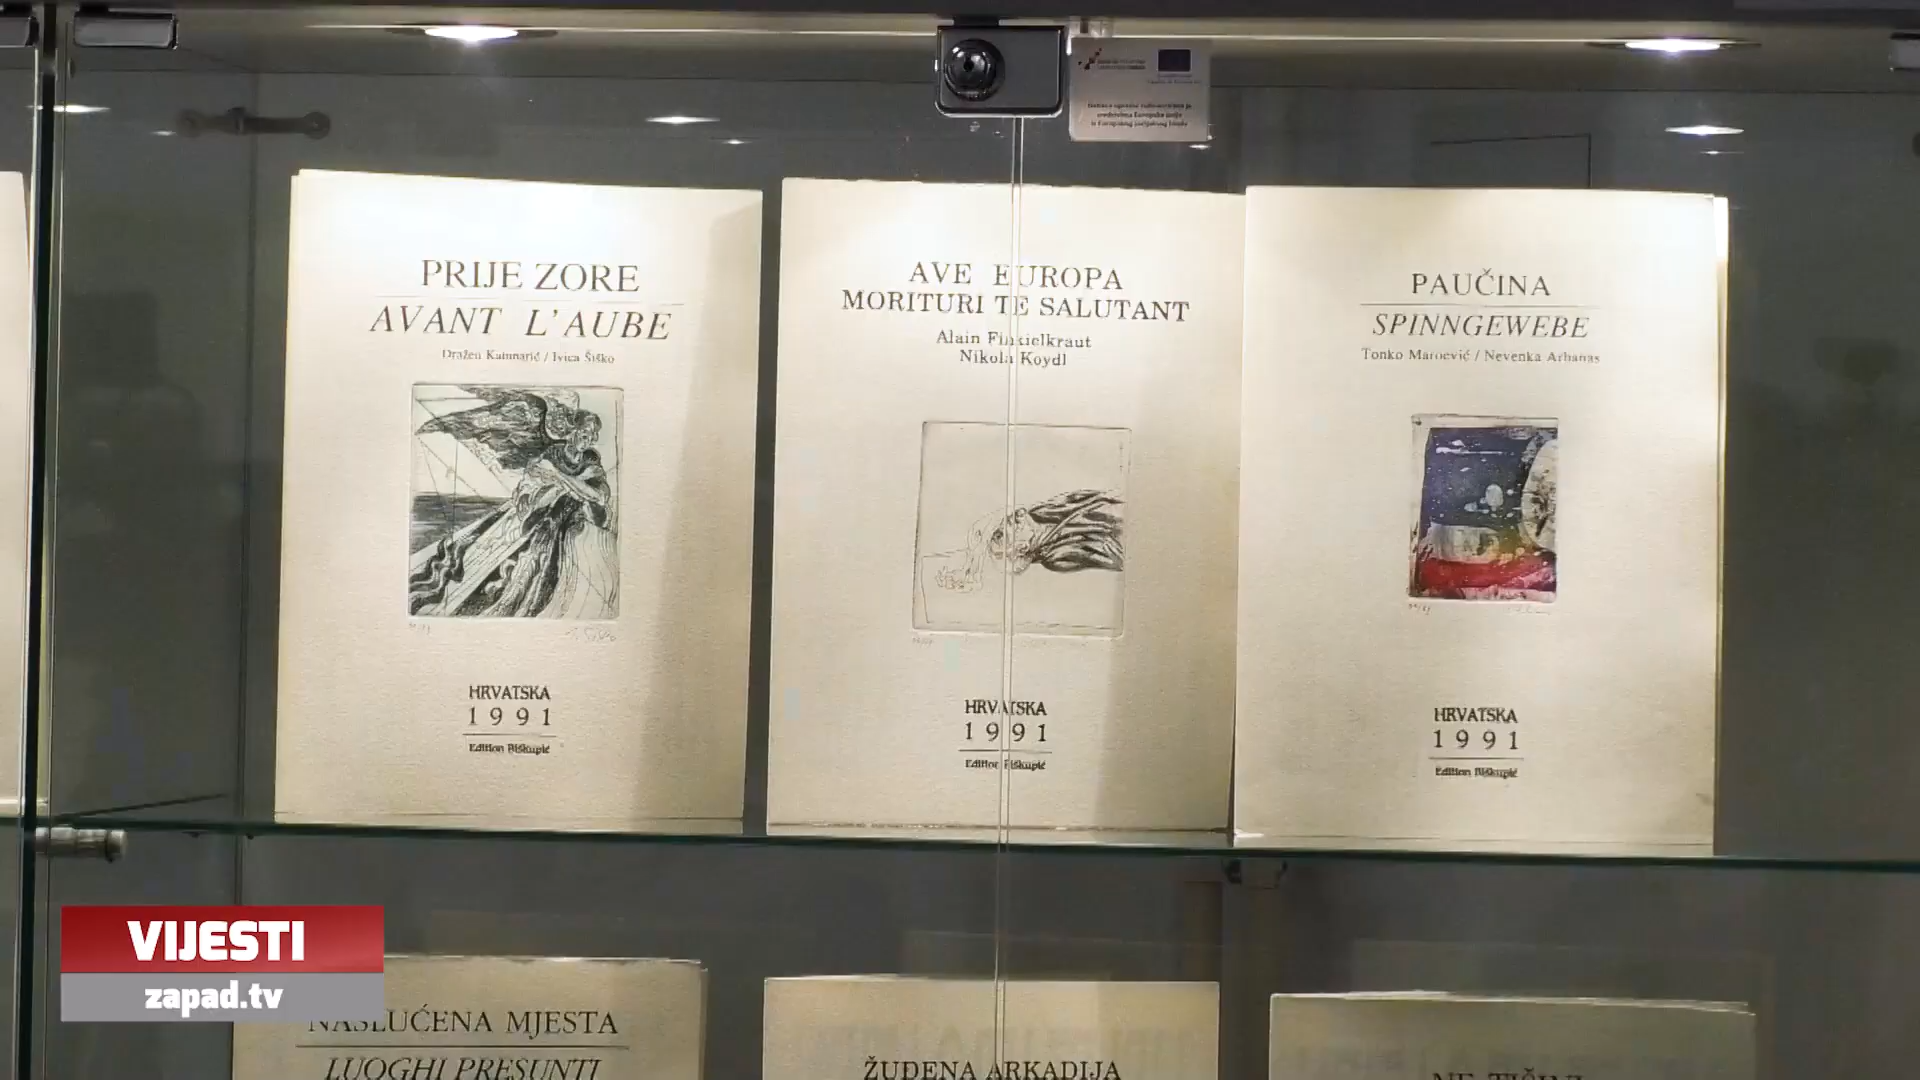 PRIJE ZORE
AVANT L'AUBE
Dražen Katunarić / Ivica Šiško
HRVATSKA
1991
Edition Biškupić
AVE EUROPA
MORITURI TE SALUTANT
Alain Finkielkraut
Nikola Koydl
HRVATSKA
1991
Edition Biškupić
PAUČINA
SPINNGEWEBE
Tonko Maroević / Nevenka Arbanas
HRVATSKA
1991
Edition Biškupić
NASLUĆENA MJESTA
LUOGHI PRESUNTI
ŽUĐENA ARKADIJA
NE TIŠINI
VIJESTI
zapad.tv